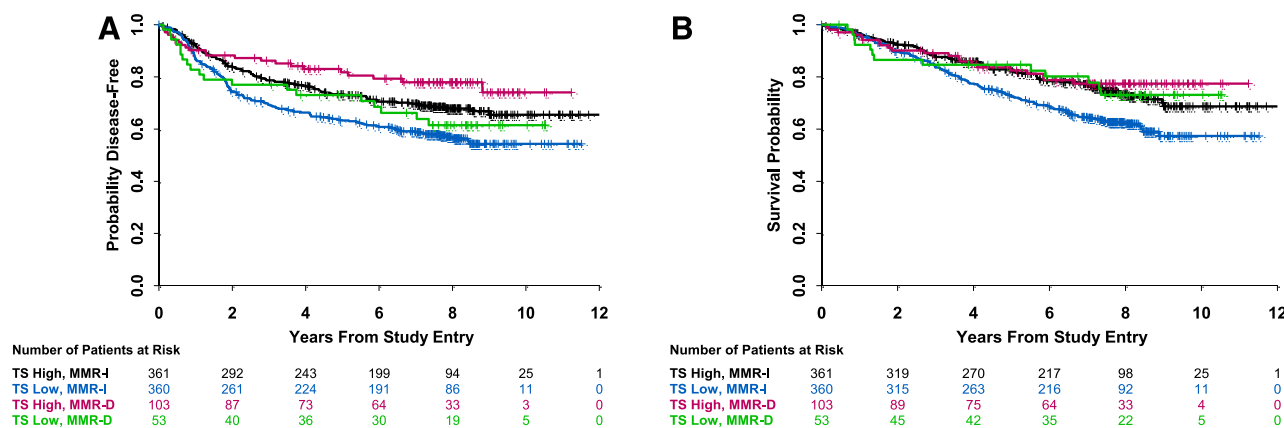 A
Probability Disease-Free
1.0
0.8
0.6
0.4
0.2
0.0
0 2 4 6 8 10 12
Years From Study Entry
Number of Patients at Risk
TS High, MMR-I 361 292 243 199 94 25 1
TS Low, MMR-I 360 261 224 191 86 11 0
TS High, MMR-D 103 87 73 64 33 3 0
TS Low, MMR-D 53 40 36 30 19 5 0
B
Survival Probability
1.0
0.8
0.6
0.4
0.2
0.0
0 2 4 6 8 10 12
Years From Study Entry
Number of Patients at Risk
TS High, MMR-I 361 319 270 217 98 25 1
TS Low, MMR-I 360 315 263 216 92 11 0
TS High, MMR-D 103 89 75 64 33 4 0
TS Low, MMR-D 53 45 42 35 22 5 0